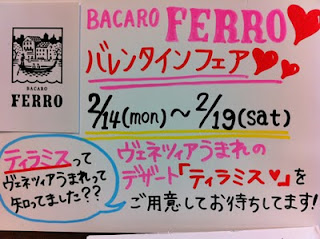 BACARO FERRO
バレンタインフェア♥♥
2/14(mon)～2/19(sat)
BACARO
FERRO
ティラミスって
ヴェネツィアうまれって
知ってました??
ヴェネツィアうまれの
デザート「ティラミス♥」を
ご用意してお待ちしてます!